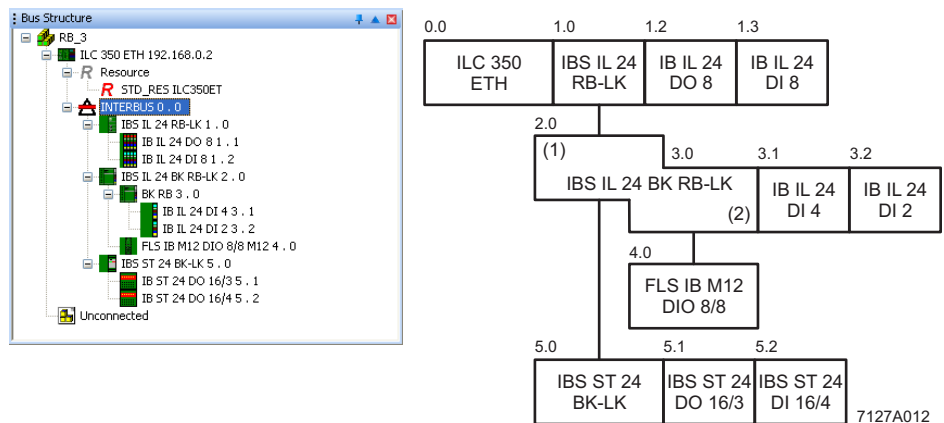 Bus Structure
RB_3
ILC 350 ETH 192.168.0.2
R Resource
R STD_RES ILC350ET
INTERBUS 0 . 0
IBS IL 24 RB-LK 1 . 0
IB IL 24 DO 8 1 . 1
IB IL 24 DI 8 1 . 2
IBS IL 24 BK RB-LK 2 . 0
BK RB 3 . 0
IB IL 24 DI 4 3 . 1
IB IL 24 DI 2 3 . 2
FLS IB M12 DIO 8/8 M12 4 . 0
IBS ST 24 BK-LK 5 . 0
IB ST 24 DO 16/3 5 . 1
IB ST 24 DO 16/4 5 . 2
Unconnected
0.0
1.0
1.2
1.3
ILC 350
ETH
IBS IL 24
RB-LK
IB IL 24
DO 8
IB IL 24
DI 8
2.0
(1)
3.0
3.1
3.2
IBS IL 24 BK RB-LK
(2)
IB IL 24
DI 4
IB IL 24
DI 2
4.0
FLS IB M12
DIO 8/8
5.0
5.1
5.2
IBS ST 24
BK-LK
IBS ST 24
DO 16/3
IBS ST 24
DI 16/4
7127A012